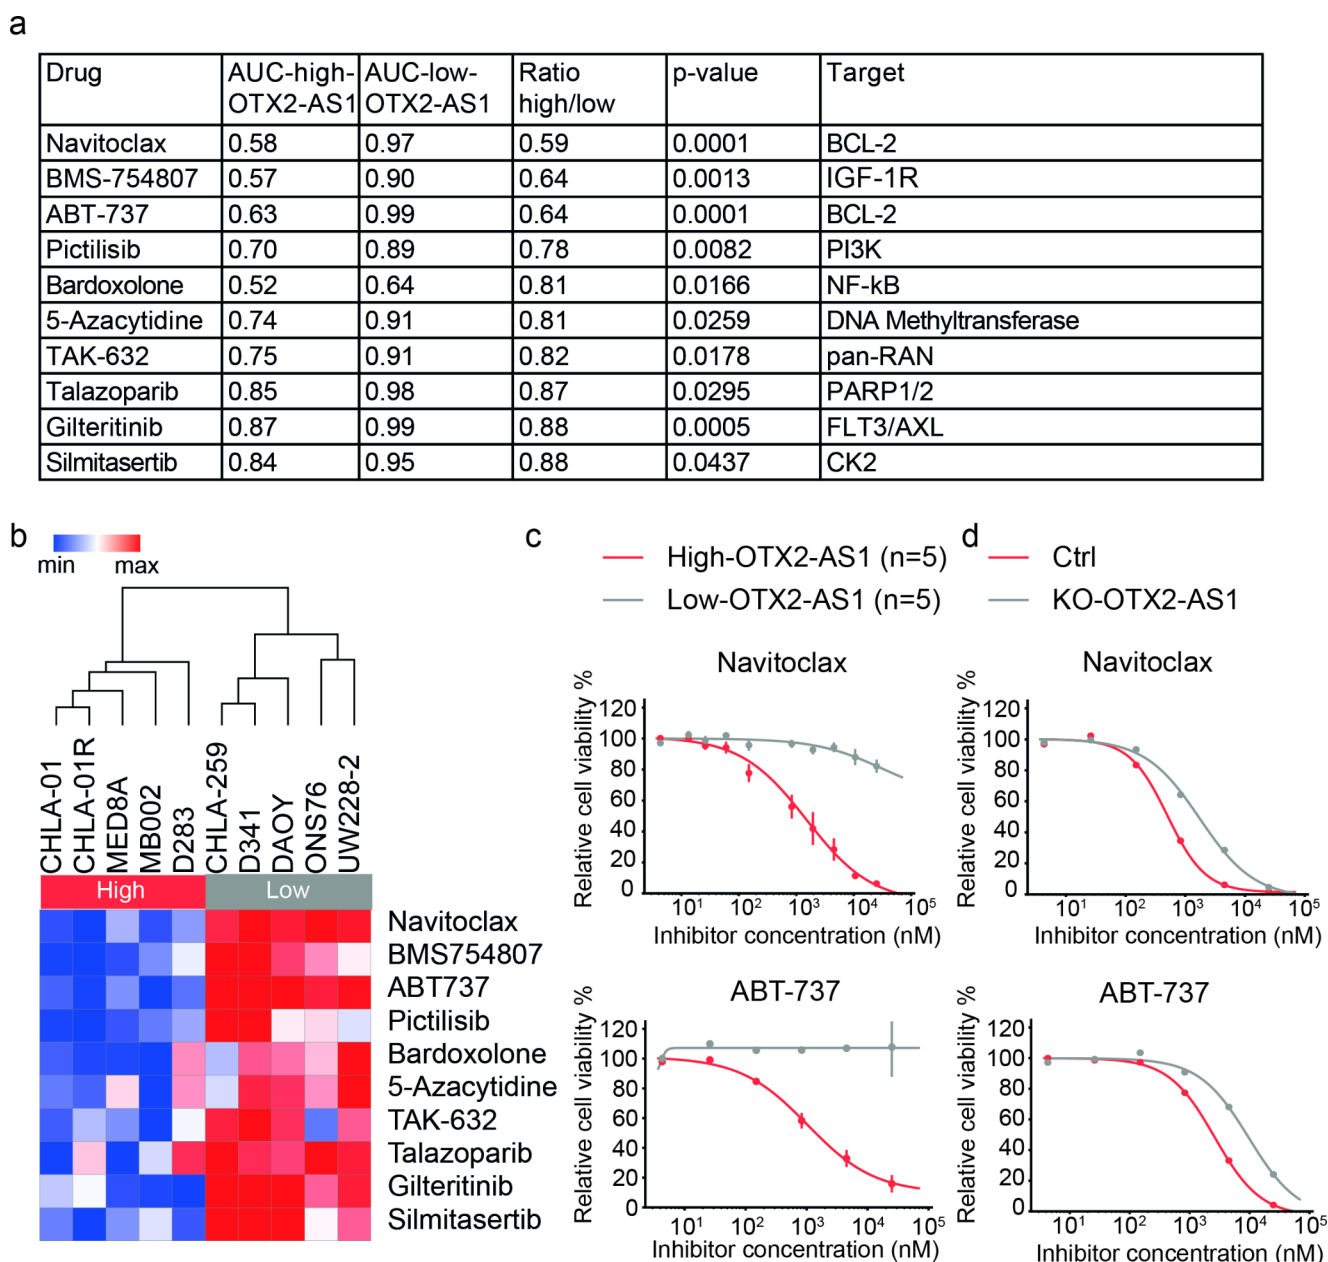 a
Drug AUC-high-OTX2-AS1 AUC-low-OTX2-AS1 Ratio high/low p-value Target
Navitoclax 0.58 0.97 0.59 0.0001 BCL-2
BMS-754807 0.57 0.90 0.64 0.0013 IGF-1R
ABT-737 0.63 0.99 0.64 0.0001 BCL-2
Pictilisib 0.70 0.89 0.78 0.0082 PI3K
Bardoxolone 0.52 0.64 0.81 0.0166 NF-kB
5-Azacytidine 0.74 0.91 0.81 0.0259 DNA Methyltransferase
TAK-632 0.75 0.91 0.82 0.0178 pan-RAN
Talazoparib 0.85 0.98 0.87 0.0295 PARP1/2
Gilteritinib 0.87 0.99 0.88 0.0005 FLT3/AXL
Silmitasertib 0.84 0.95 0.88 0.0437 CK2
b
min max
CHLA-01
CHLA-01R
MED8A
MB002
D283
CHLA-259
D341
DAOY
ONS76
UW228-2
High Low
Navitoclax
BMS754807
ABT737
Pictilisib
Bardoxolone
5-Azacytidine
TAK-632
Talazoparib
Gilteritinib
Silmitasertib
c
High-OTX2-AS1 (n=5)
Low-OTX2-AS1 (n=5)
Navitoclax
Relative cell viability %
120
100
80
60
40
20
0
10¹ 10² 10³ 10⁴ 10⁵
Inhibitor concentration (nM)
ABT-737
Relative cell viability %
120
100
80
60
40
20
0
10¹ 10² 10³ 10⁴ 10⁵
Inhibitor concentration (nM)
d
Ctrl
KO-OTX2-AS1
Navitoclax
Relative cell viability %
120
100
80
60
40
20
0
10¹ 10² 10³ 10⁴ 10⁵
Inhibitor concentration (nM)
ABT-737
Relative cell viability %
120
100
80
60
40
20
0
10¹ 10² 10³ 10⁴ 10⁵
Inhibitor concentration (nM)